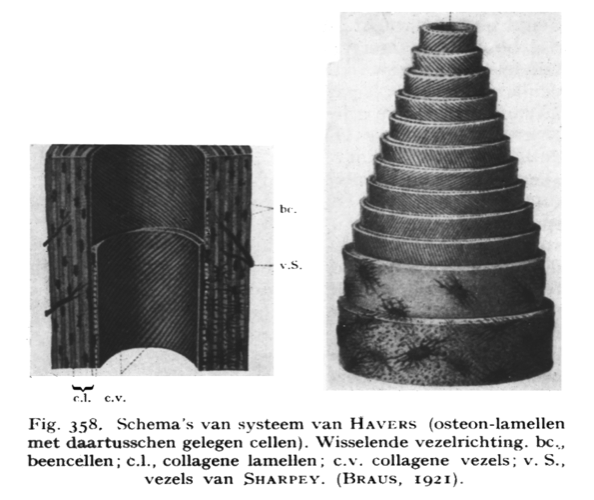 bc.
v.S.
c.l. c.v.
Fig. 358. Schema's van systeem van HAVERS (osteon-lamellen
met daartusschen gelegen cellen). Wisselende vezelrichting. bc.,
beencellen; c.l., collagene lamellen; c.v. collagene vezels; v. S.,
vezels van SHARPEY. (BRAUS, 1921).